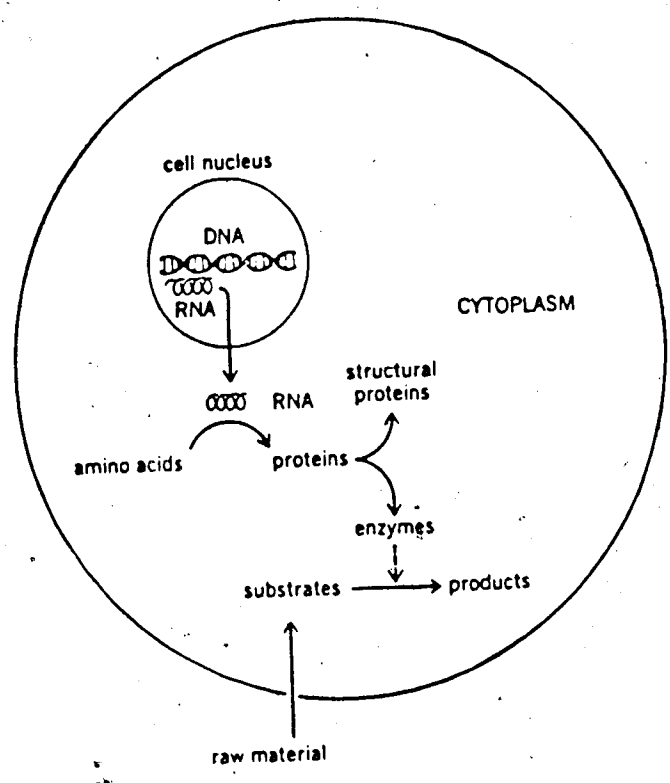 cell nucleus
DNA
RNA
CYTOPLASM
structural
proteins
RNA
amino acids
proteins
enzymes
substrates
products
raw material